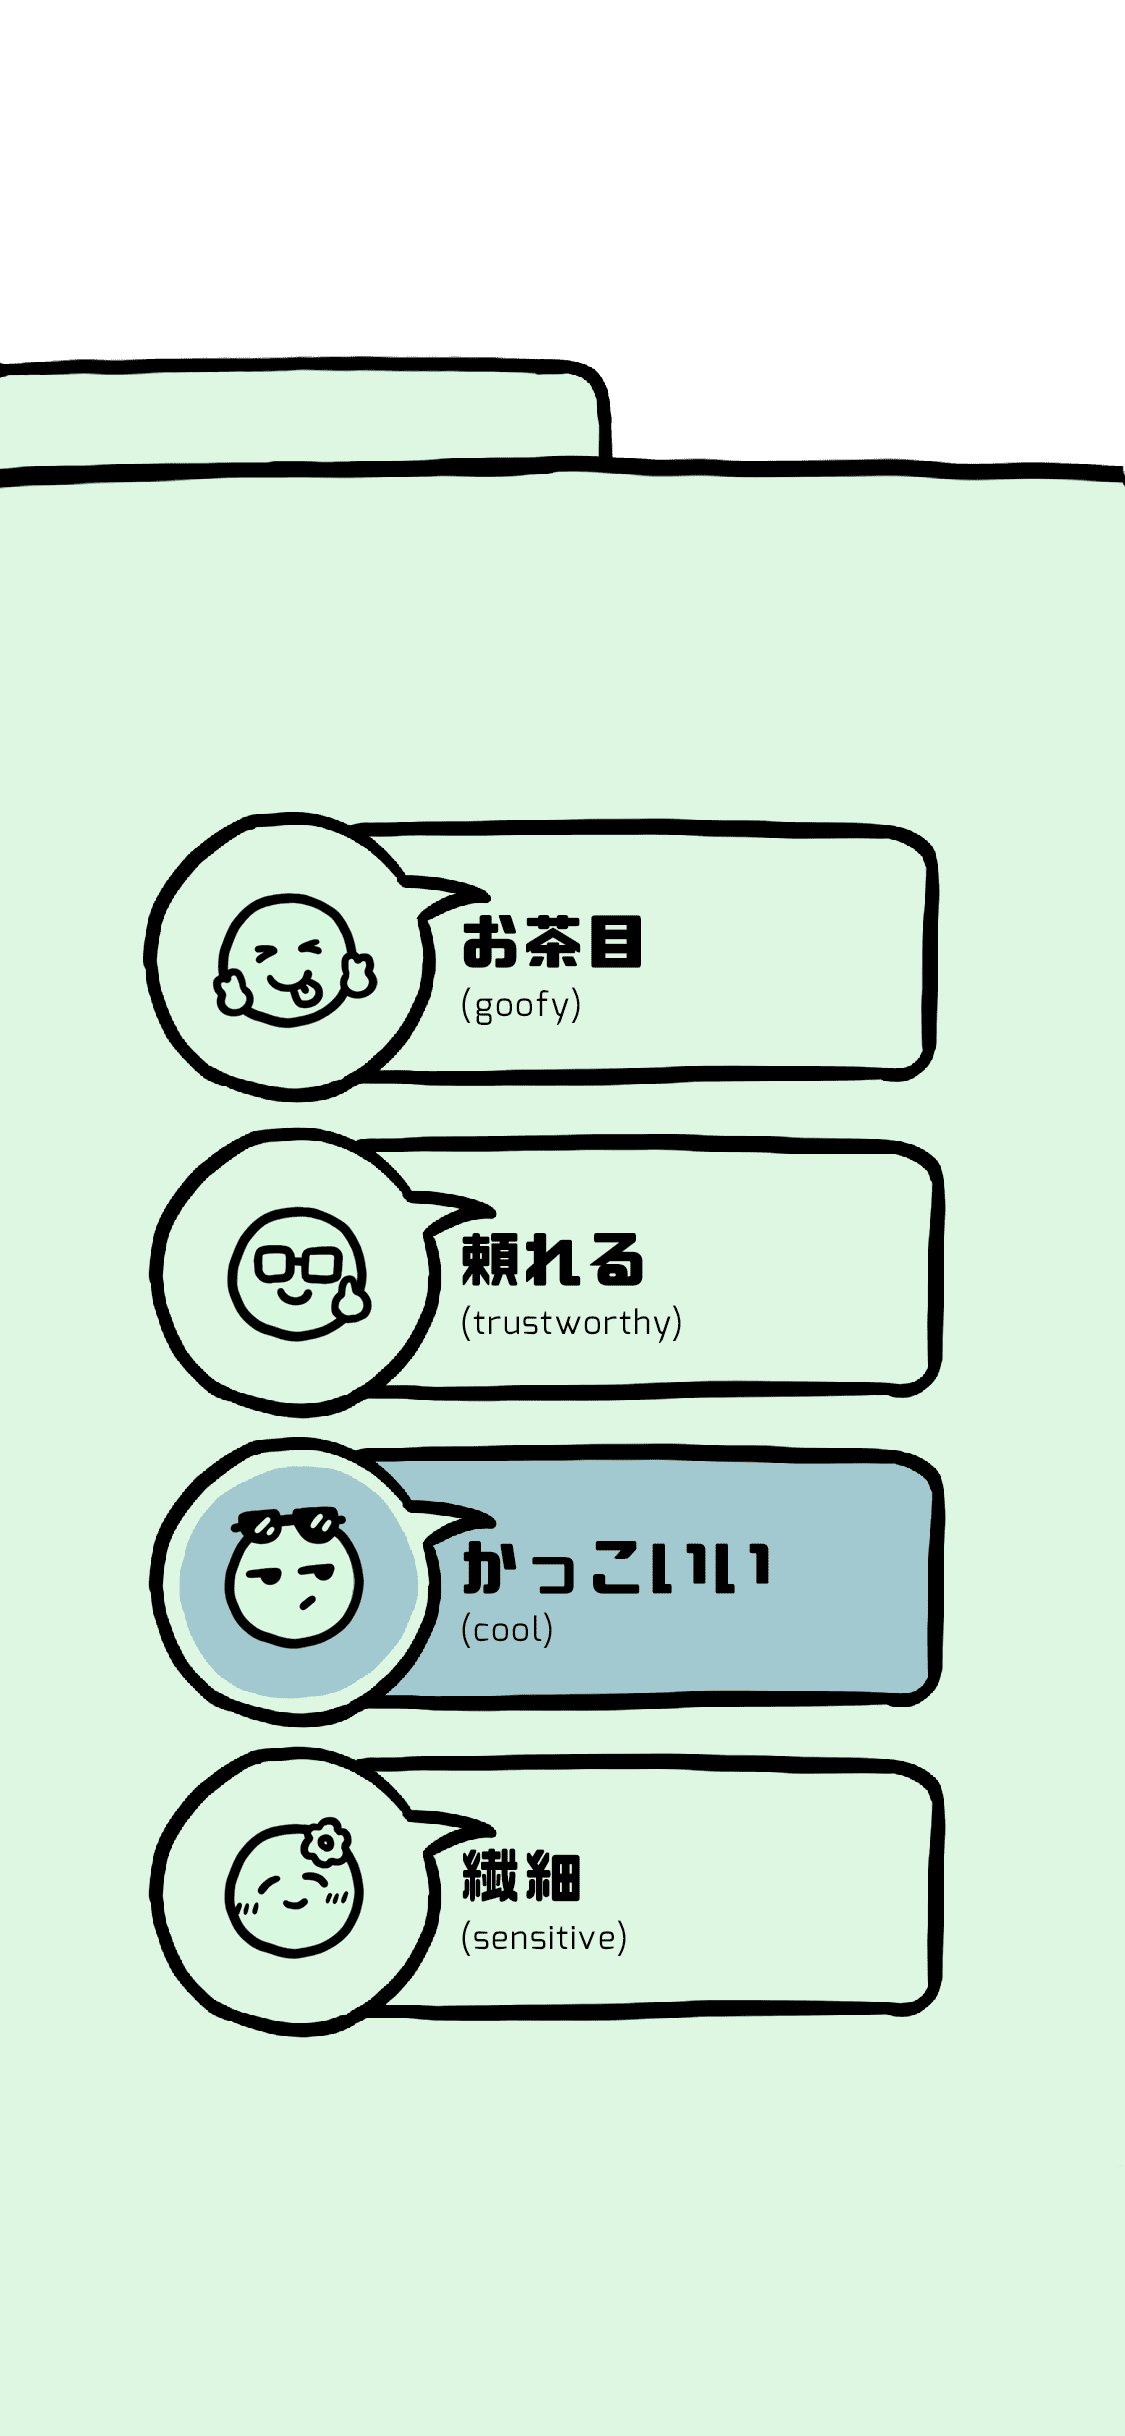 お茶目
(goofy)
頼れる
(trustworthy)
かっこいい
(cool)
繊細
(sensitive)